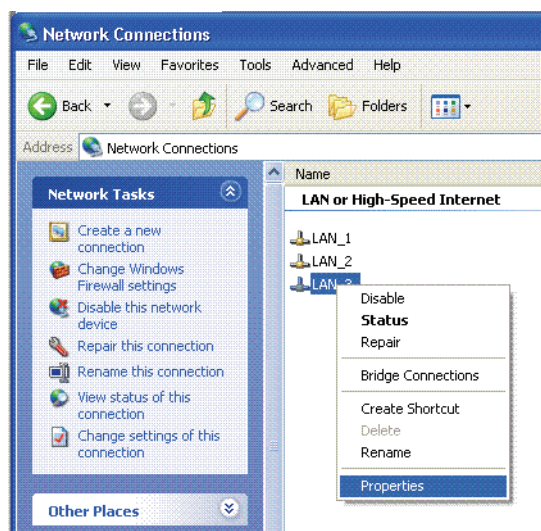 Network Connections
File Edit View Favorites Tools Advanced Help
Back Search Folders
Address Network Connections
Network Tasks
Create a new
connection
Change Windows
Firewall settings
Disable this network
device
Repair this connection
Rename this connection
View status of this
connection
Change settings of this
connection
Other Places
Name
LAN or High-Speed Internet
LAN_1
LAN_2
LAN_3
Disable
Status
Repair
Bridge Connections
Create Shortcut
Delete
Rename
Properties